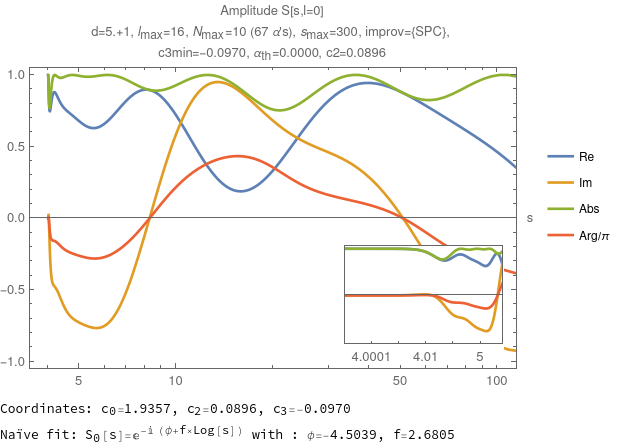 Amplitude S[s,l=0]
d=5.+1, lmax=16, Nmax=10 (67 α's), smax=300, improv={SPC},
c3min=-0.0970, αth=0.0000, c2=0.0896
1.0
0.5
0.0
-0.5
-1.0
5
10
50
100
s
Re
Im
Abs
Arg/π
4.0001
4.01
5
Coordinates: c0=1.9357, c2=0.0896, c3=-0.0970
Naïve fit: S0[s]=e^-i (ϕ+f×Log[s]) with : ϕ=-4.5039, f=2.6805